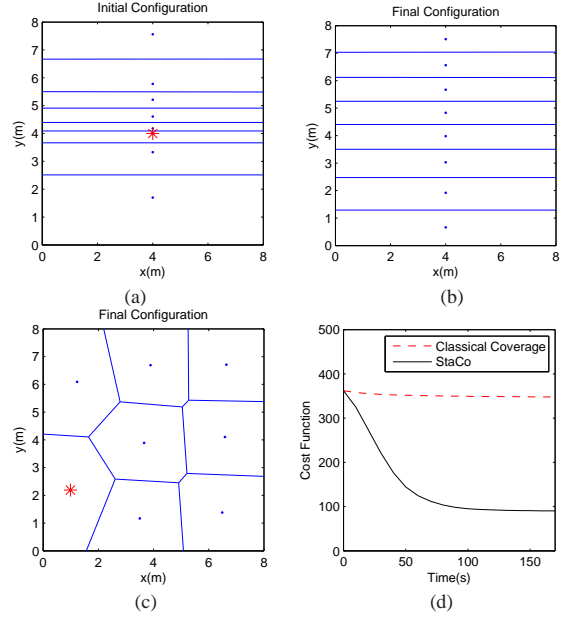 Initial Configuration
8
7
6
5
4
3
2
1
0
y(m)
0 2 4 6 8
x(m)
(a)
Final Configuration
8
7
6
5
4
3
2
1
0
y(m)
0 2 4 6 8
x(m)
(b)
Final Configuration
8
7
6
5
4
3
2
1
0
y(m)
0 2 4 6 8
x(m)
(c)
500
400
300
200
100
0
Cost Function
Classical Coverage
StaCo
0 50 100 150
Time(s)
(d)